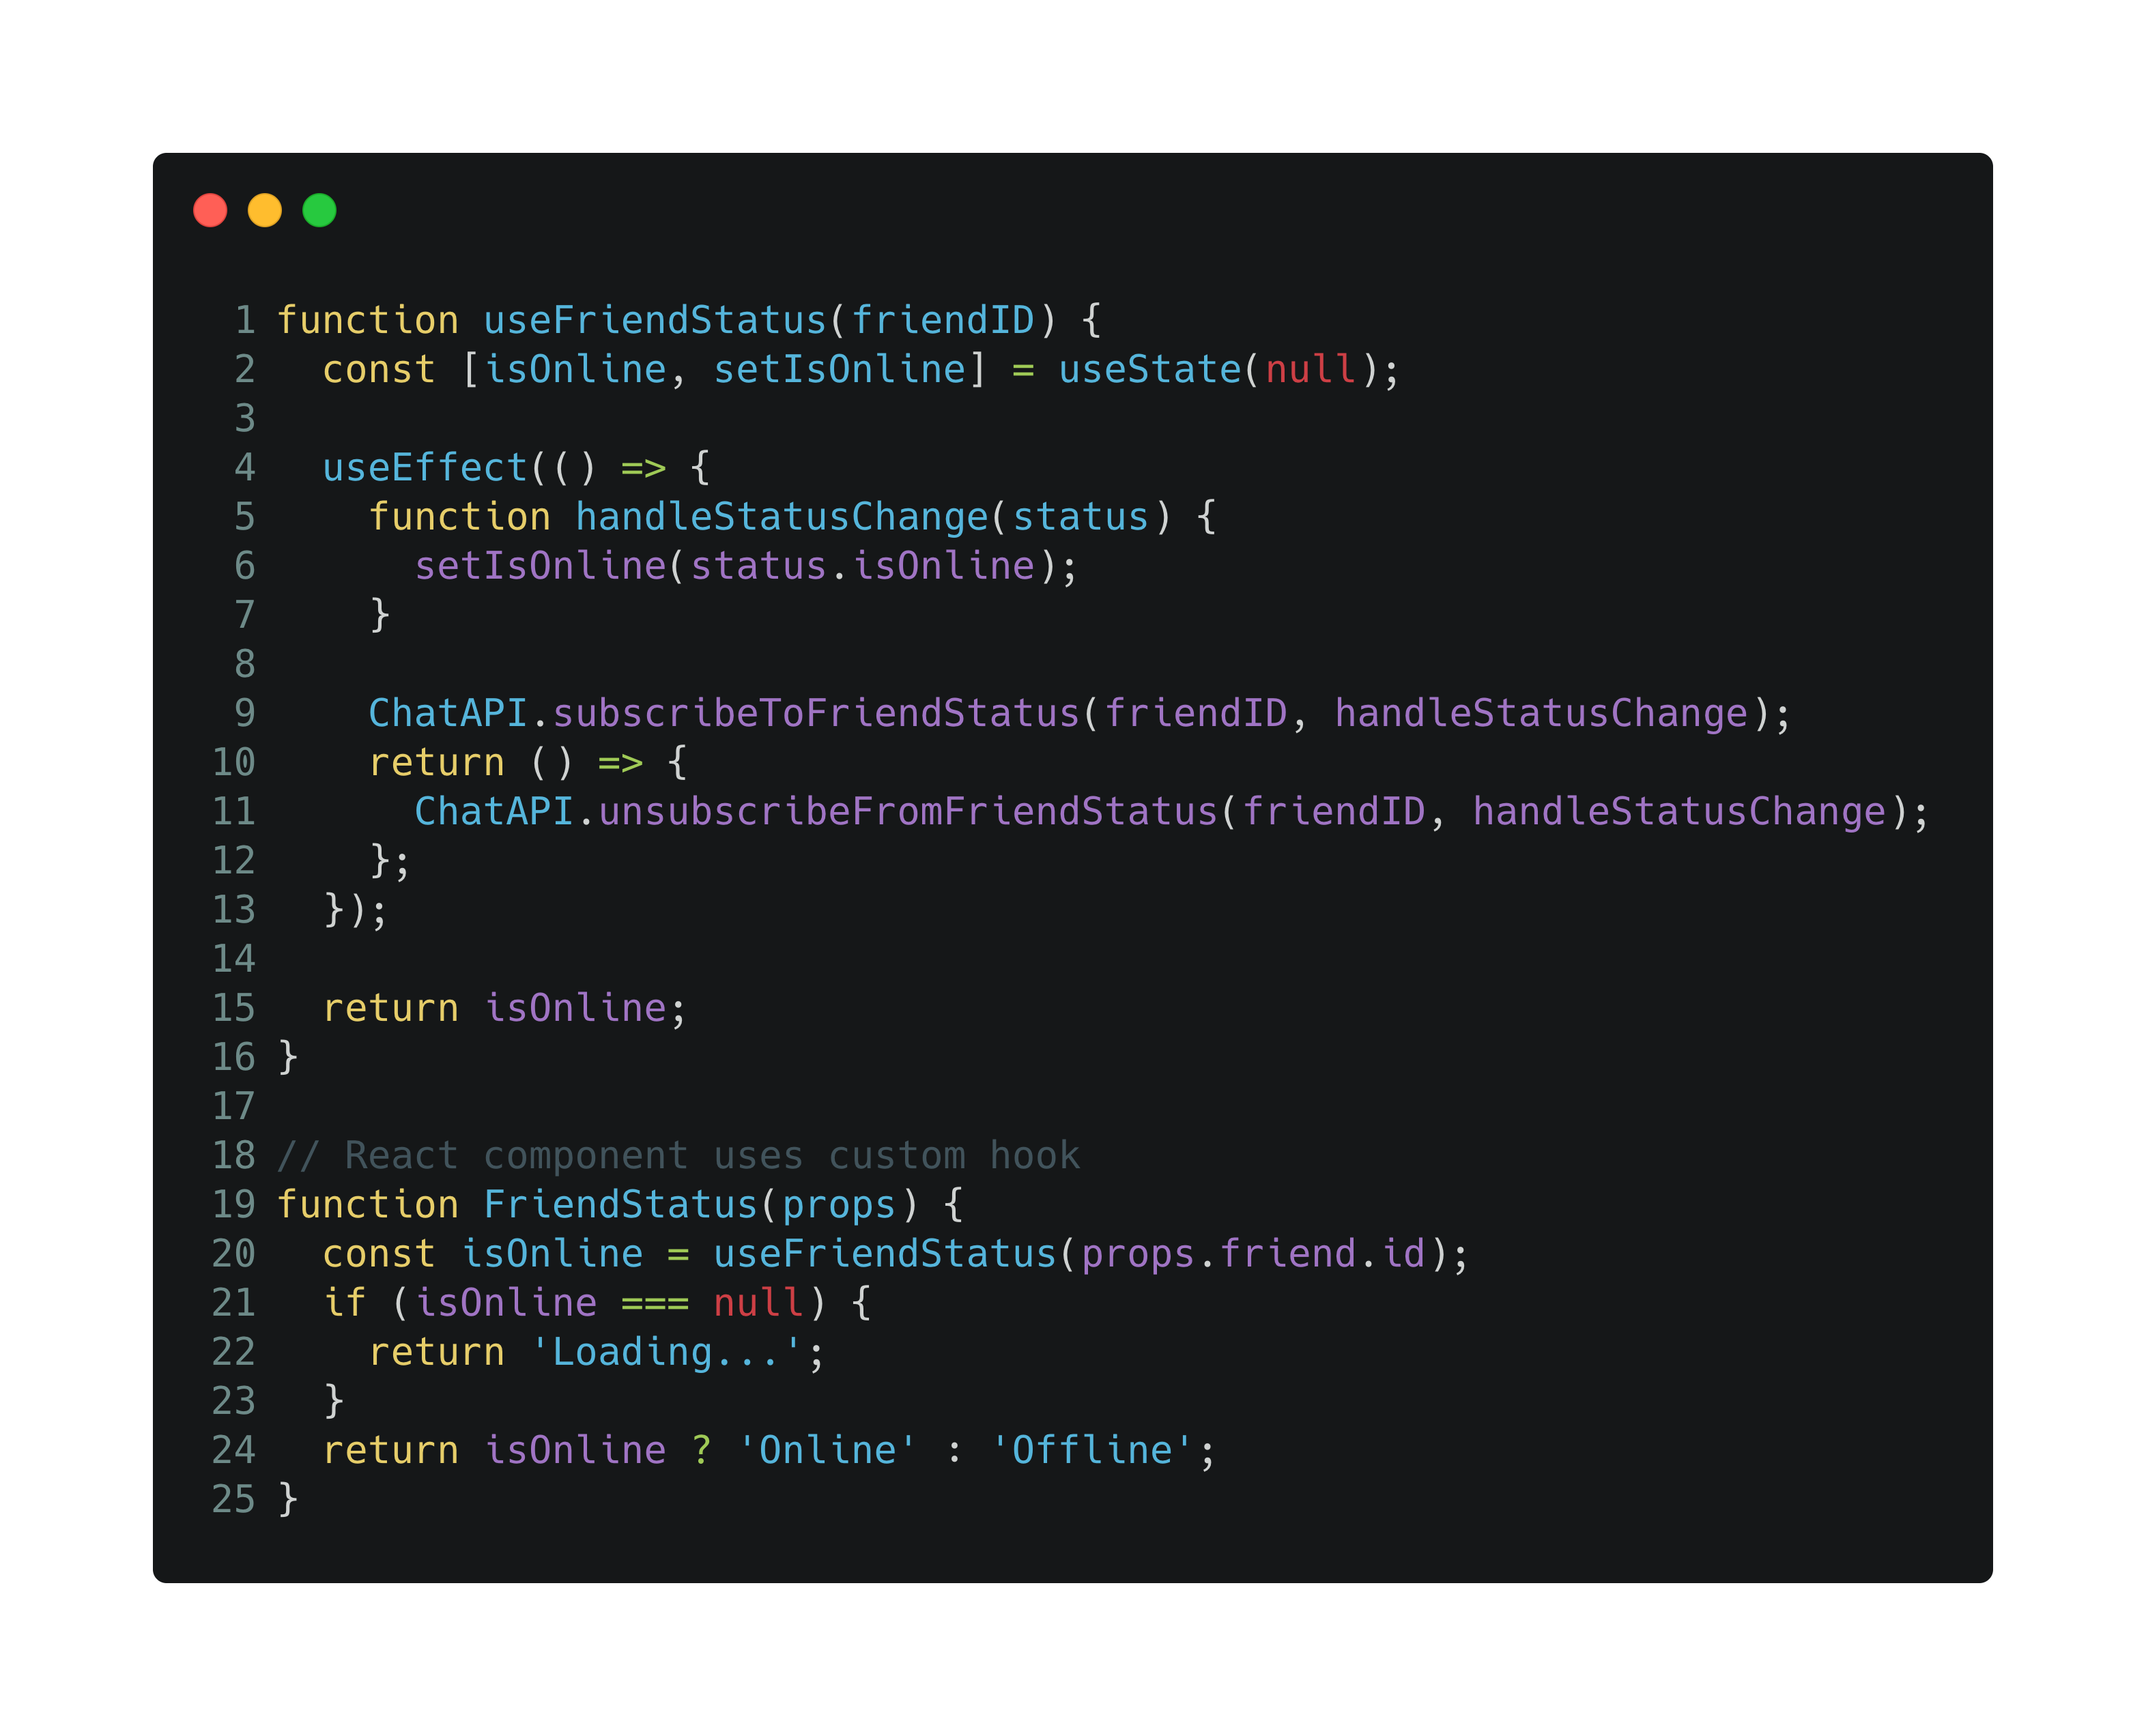 1 function useFriendStatus(friendID) {
2   const [isOnline, setIsOnline] = useState(null);
3
4   useEffect(() => {
5     function handleStatusChange(status) {
6       setIsOnline(status.isOnline);
7     }
8
9     ChatAPI.subscribeToFriendStatus(friendID, handleStatusChange);
10     return () => {
11       ChatAPI.unsubscribeFromFriendStatus(friendID, handleStatusChange);
12     };
13   });
14
15   return isOnline;
16 }
17
18 // React component uses custom hook
19 function FriendStatus(props) {
20   const isOnline = useFriendStatus(props.friend.id);
21   if (isOnline === null) {
22     return 'Loading...';
23   }
24   return isOnline ? 'Online' : 'Offline';
25 }